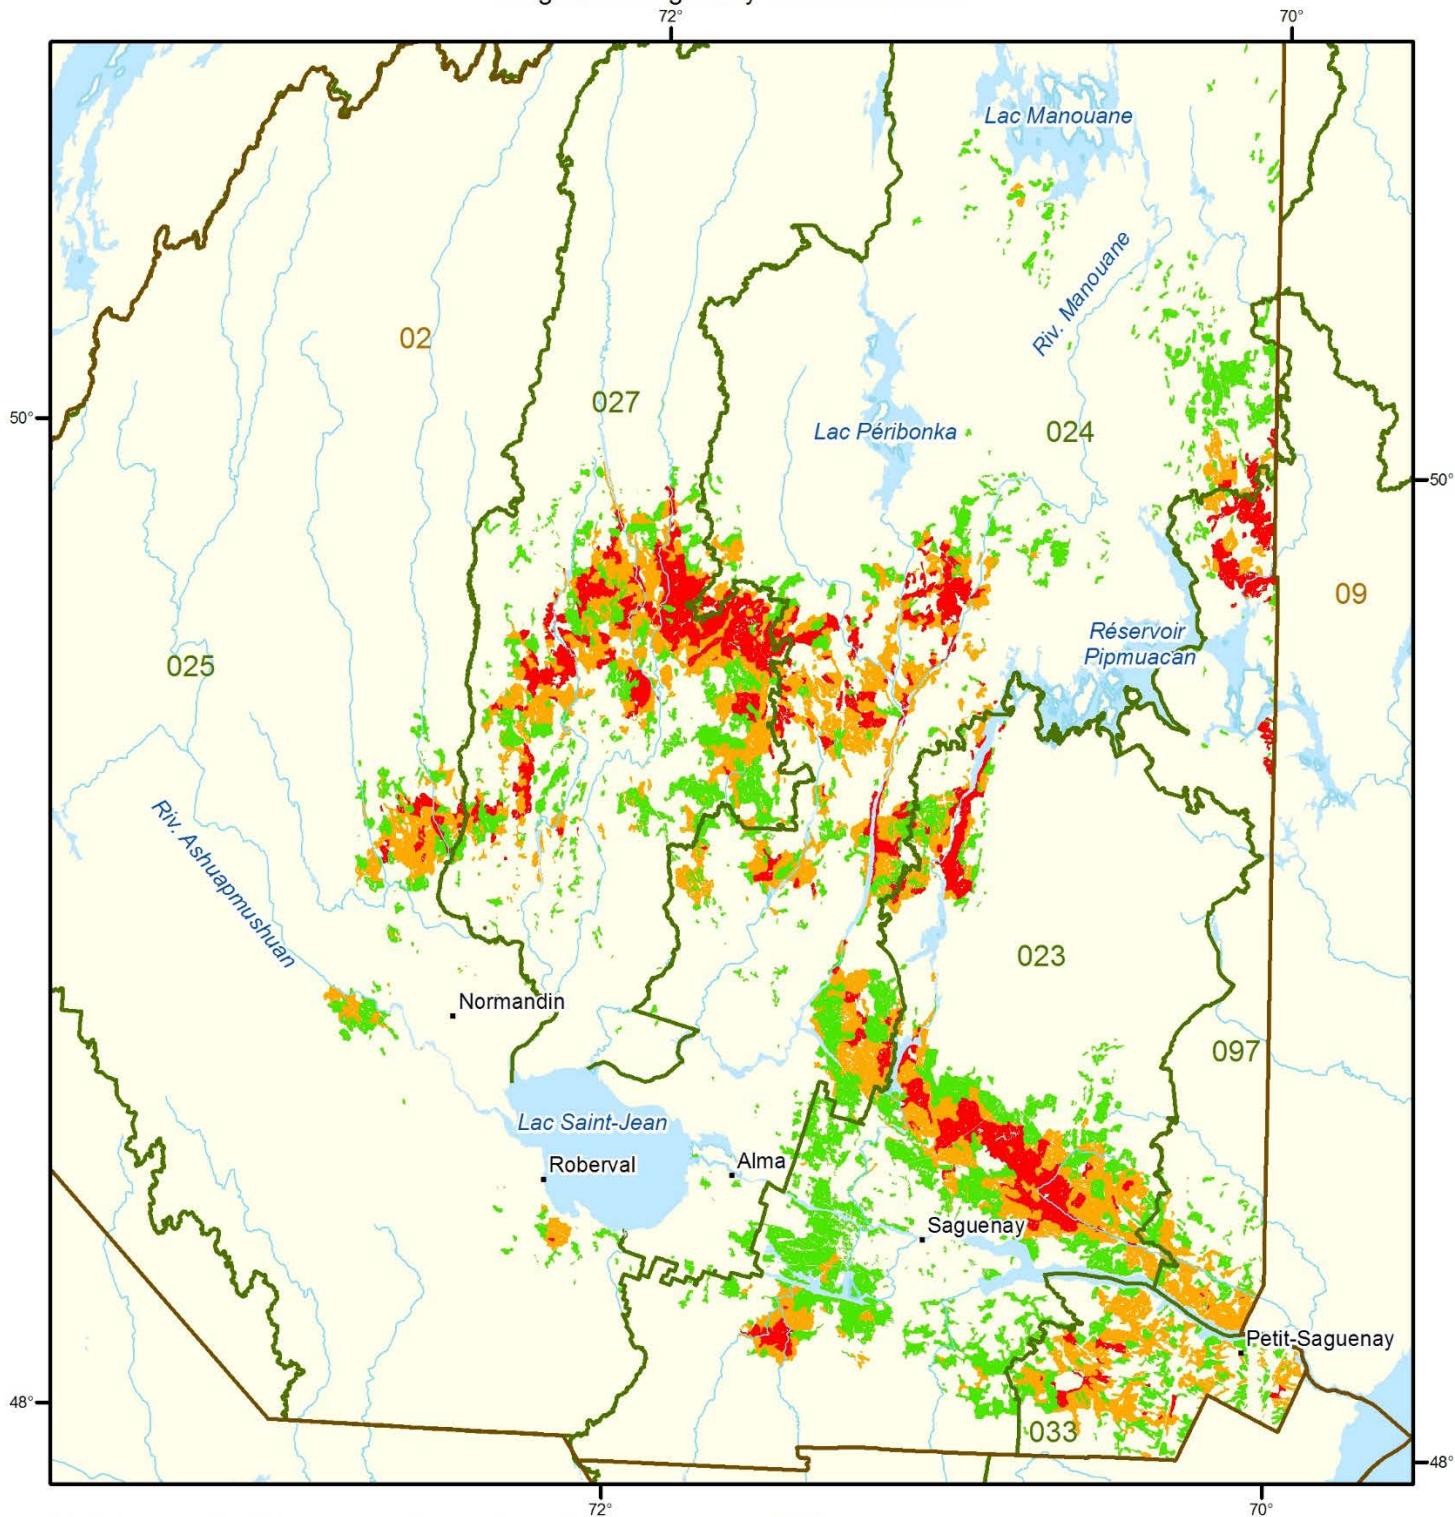 72°
70°
Lac Manouane
Riv. Manouane
02
027
50°
Lac Péribonka
024
50°
09
Réservoir
Pipmuacan
025
Riv. Ashuapmushuan
023
Normandin
097
Lac Saint-Jean
Roberval
Alma
Saguenay
Petit-Saguenay
48°
033
48°
72°
70°